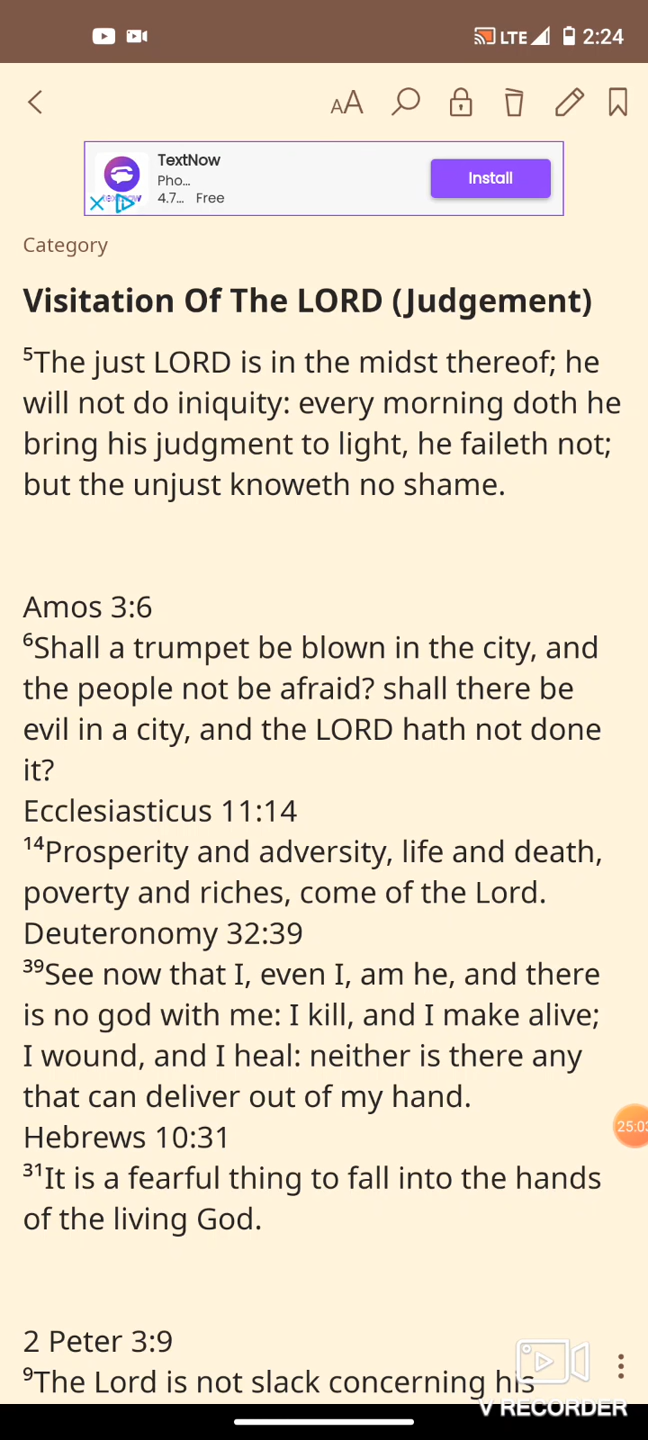 LTE 2:24
AA
TextNow
Pho...
4.7... Free
Install
Category
Visitation Of The LORD (Judgement)
⁵The just LORD is in the midst thereof; he
will not do iniquity: every morning doth he
bring his judgment to light, he faileth not;
but the unjust knoweth no shame.
Amos 3:6
⁶Shall a trumpet be blown in the city, and
the people not be afraid? shall there be
evil in a city, and the LORD hath not done
it?
Ecclesiasticus 11:14
¹⁴Prosperity and adversity, life and death,
poverty and riches, come of the Lord.
Deuteronomy 32:39
³⁹See now that I, even I, am he, and there
is no god with me: I kill, and I make alive;
I wound, and I heal: neither is there any
that can deliver out of my hand.
Hebrews 10:31
³¹It is a fearful thing to fall into the hands
of the living God.
25:03
2 Peter 3:9
⁹The Lord is not slack concerning his
V RECORDER